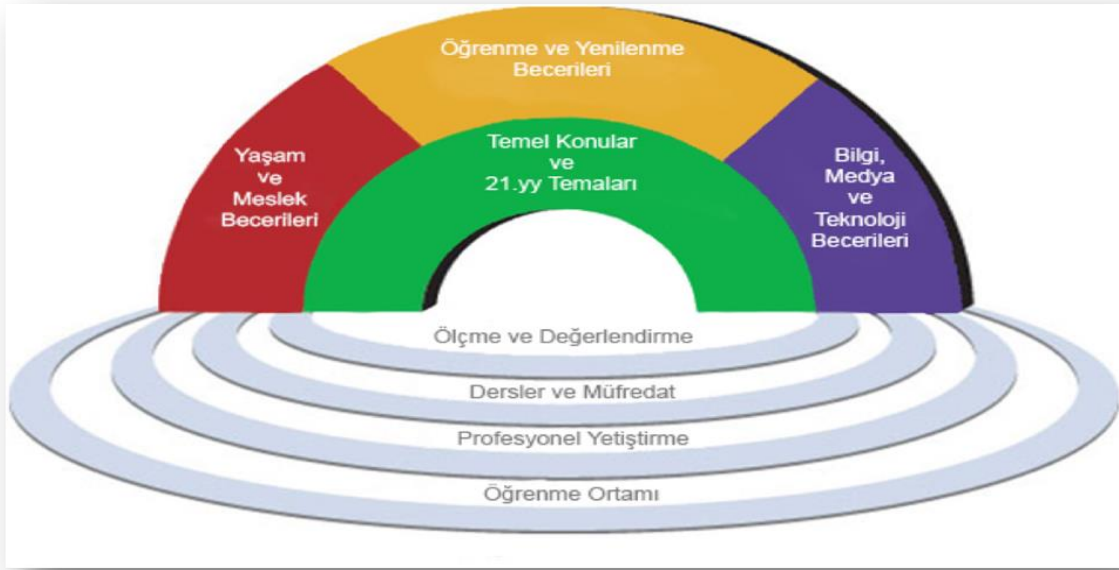 Öğrenme ve Yenilenme
Becerileri
Yaşam
ve
Meslek
Becerileri
Temel Konular
ve
21.yy Temaları
Bilgi,
Medya
ve
Teknoloji
Becerileri
Ölçme ve Değerlendirme
Dersler ve Müfredat
Profesyonel Yetiştirme
Öğrenme Ortamı